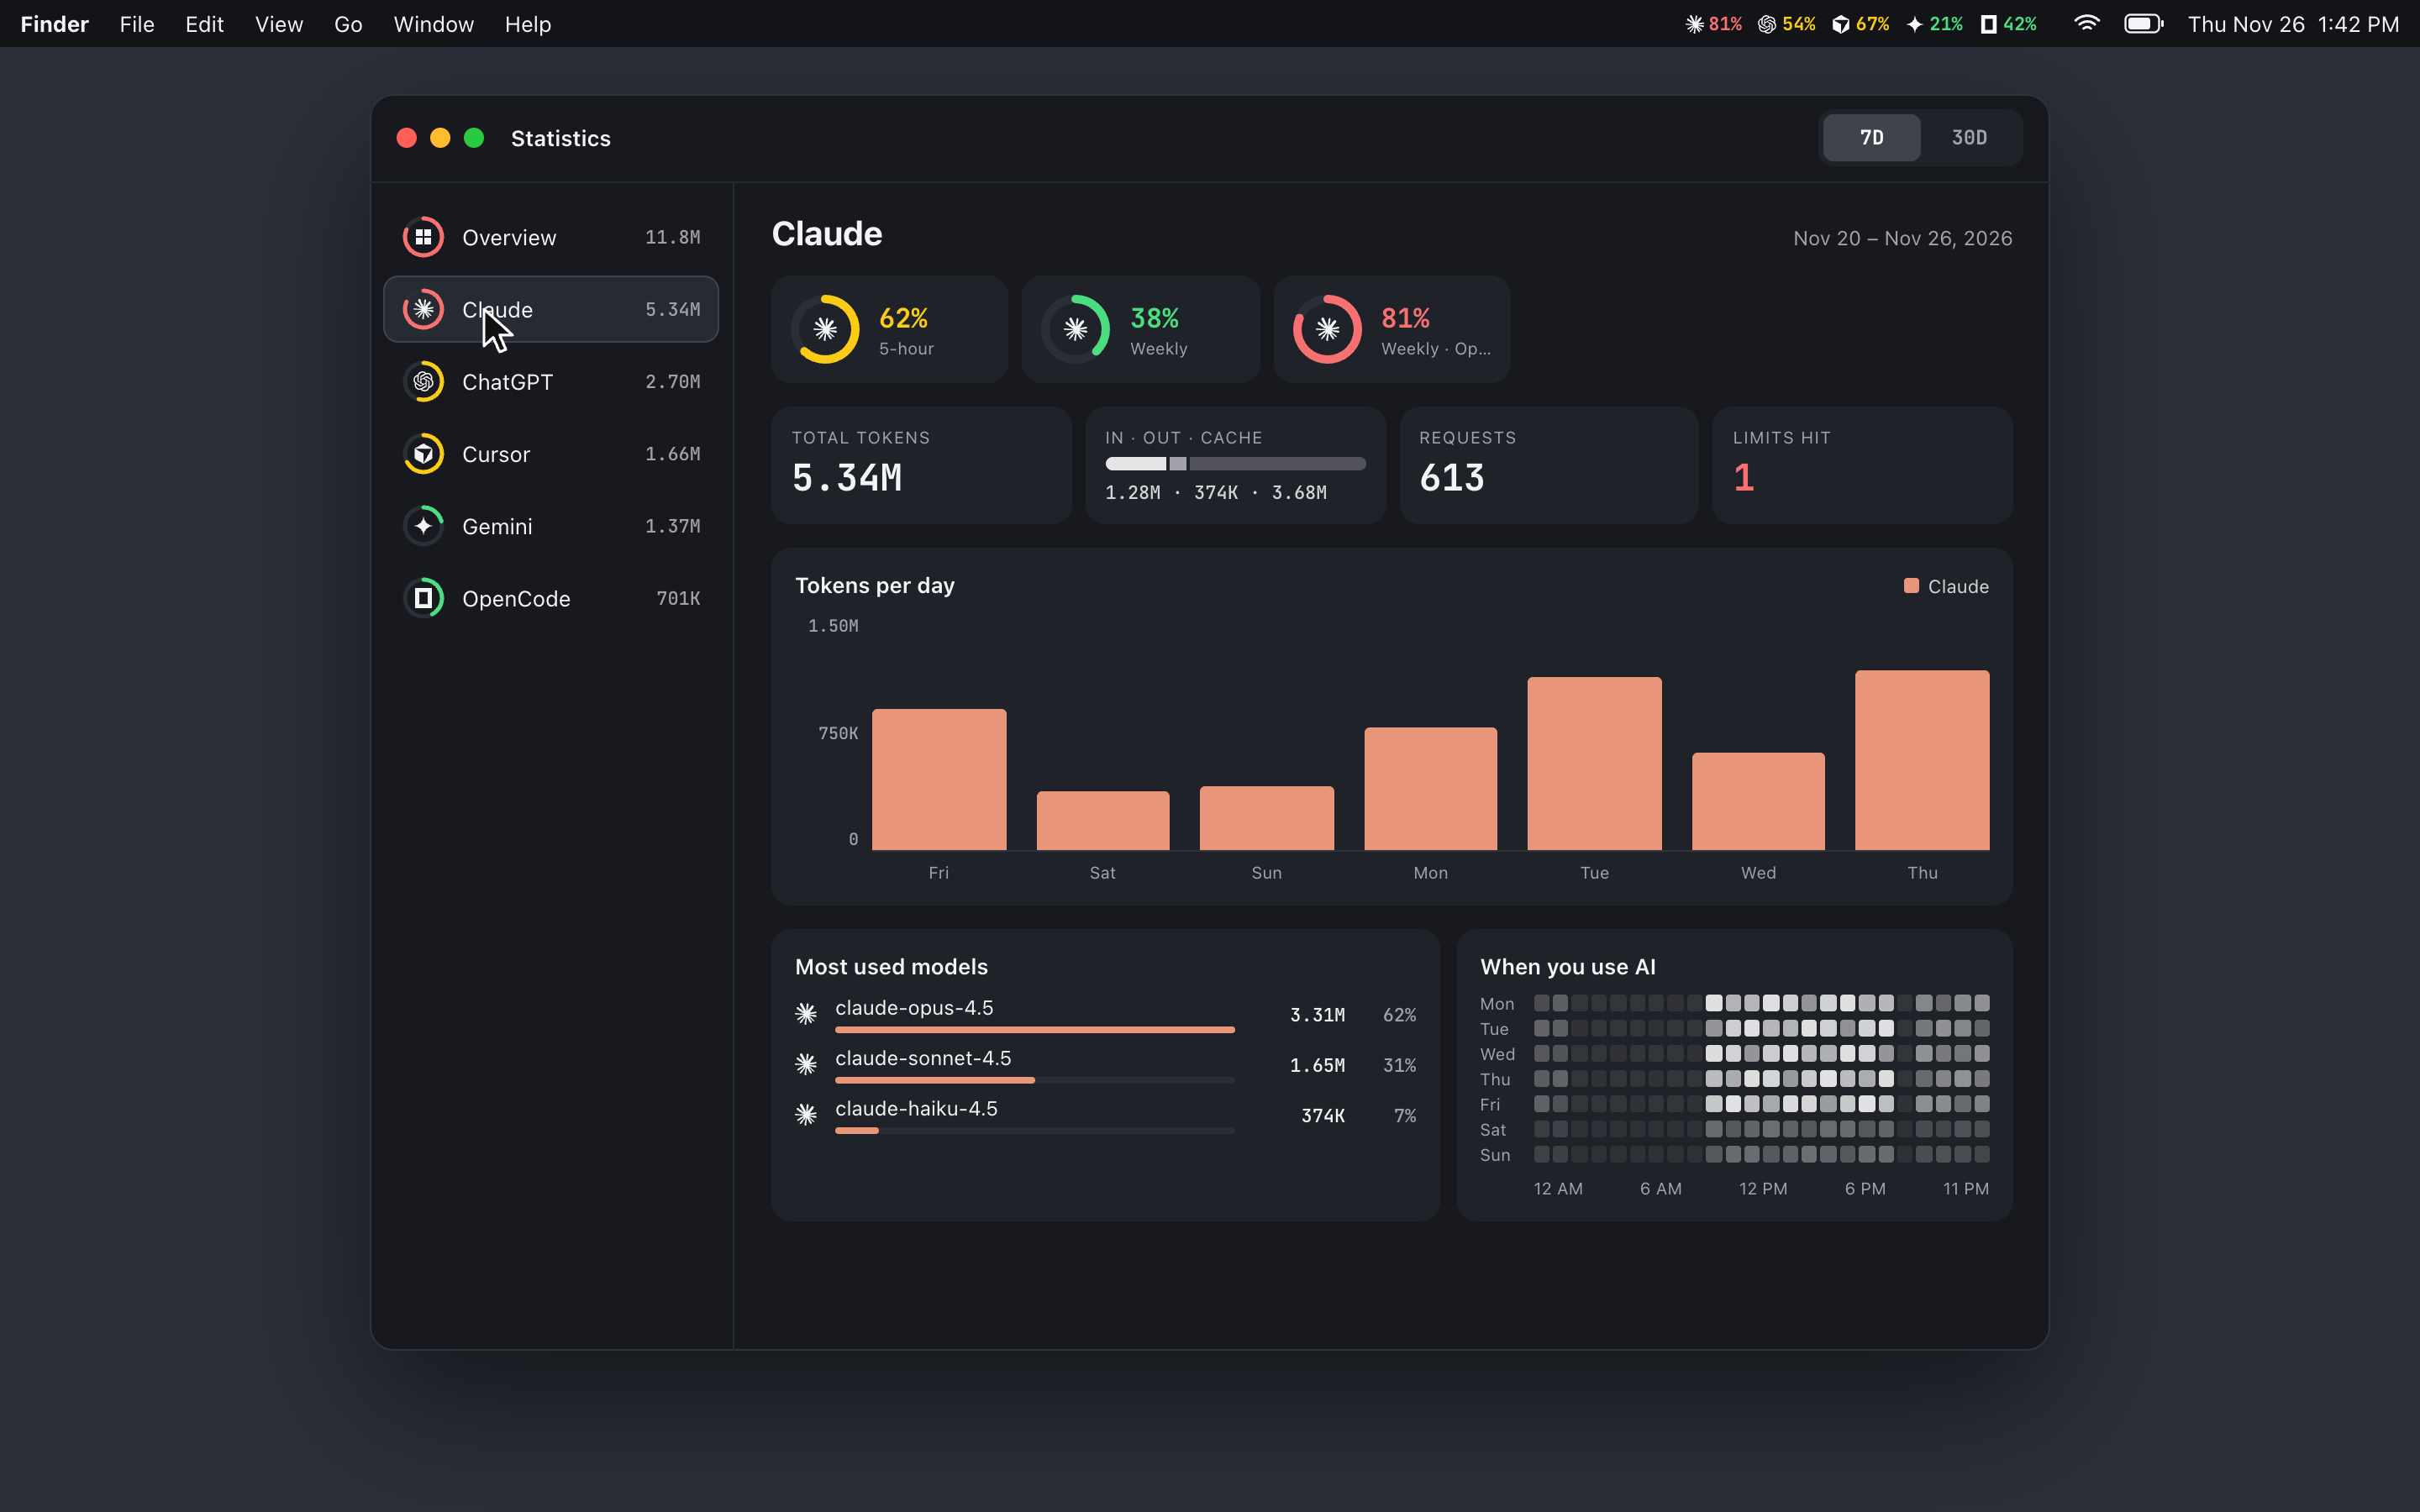 Finder File Edit View Go Window Help 81% 54% 67% 21% 42% Thu Nov 26 1:42 PM
Statistics
7D 30D
Overview 11.8M
Claude 5.34M
ChatGPT 2.70M
Cursor 1.66M
Gemini 1.37M
OpenCode 701K
Claude
Nov 20 – Nov 26, 2026
62%
5-hour
38%
Weekly
81%
Weekly · Op...
TOTAL TOKENS
5.34M
IN · OUT · CACHE
1.28M · 374K · 3.68M
REQUESTS
613
LIMITS HIT
1
Tokens per day
Claude
1.50M
750K
0
Fri Sat Sun Mon Tue Wed Thu
Most used models
claude-opus-4.5 3.31M 62%
claude-sonnet-4.5 1.65M 31%
claude-haiku-4.5 374K 7%
When you use AI
Mon
Tue
Wed
Thu
Fri
Sat
Sun
12 AM 6 AM 12 PM 6 PM 11 PM